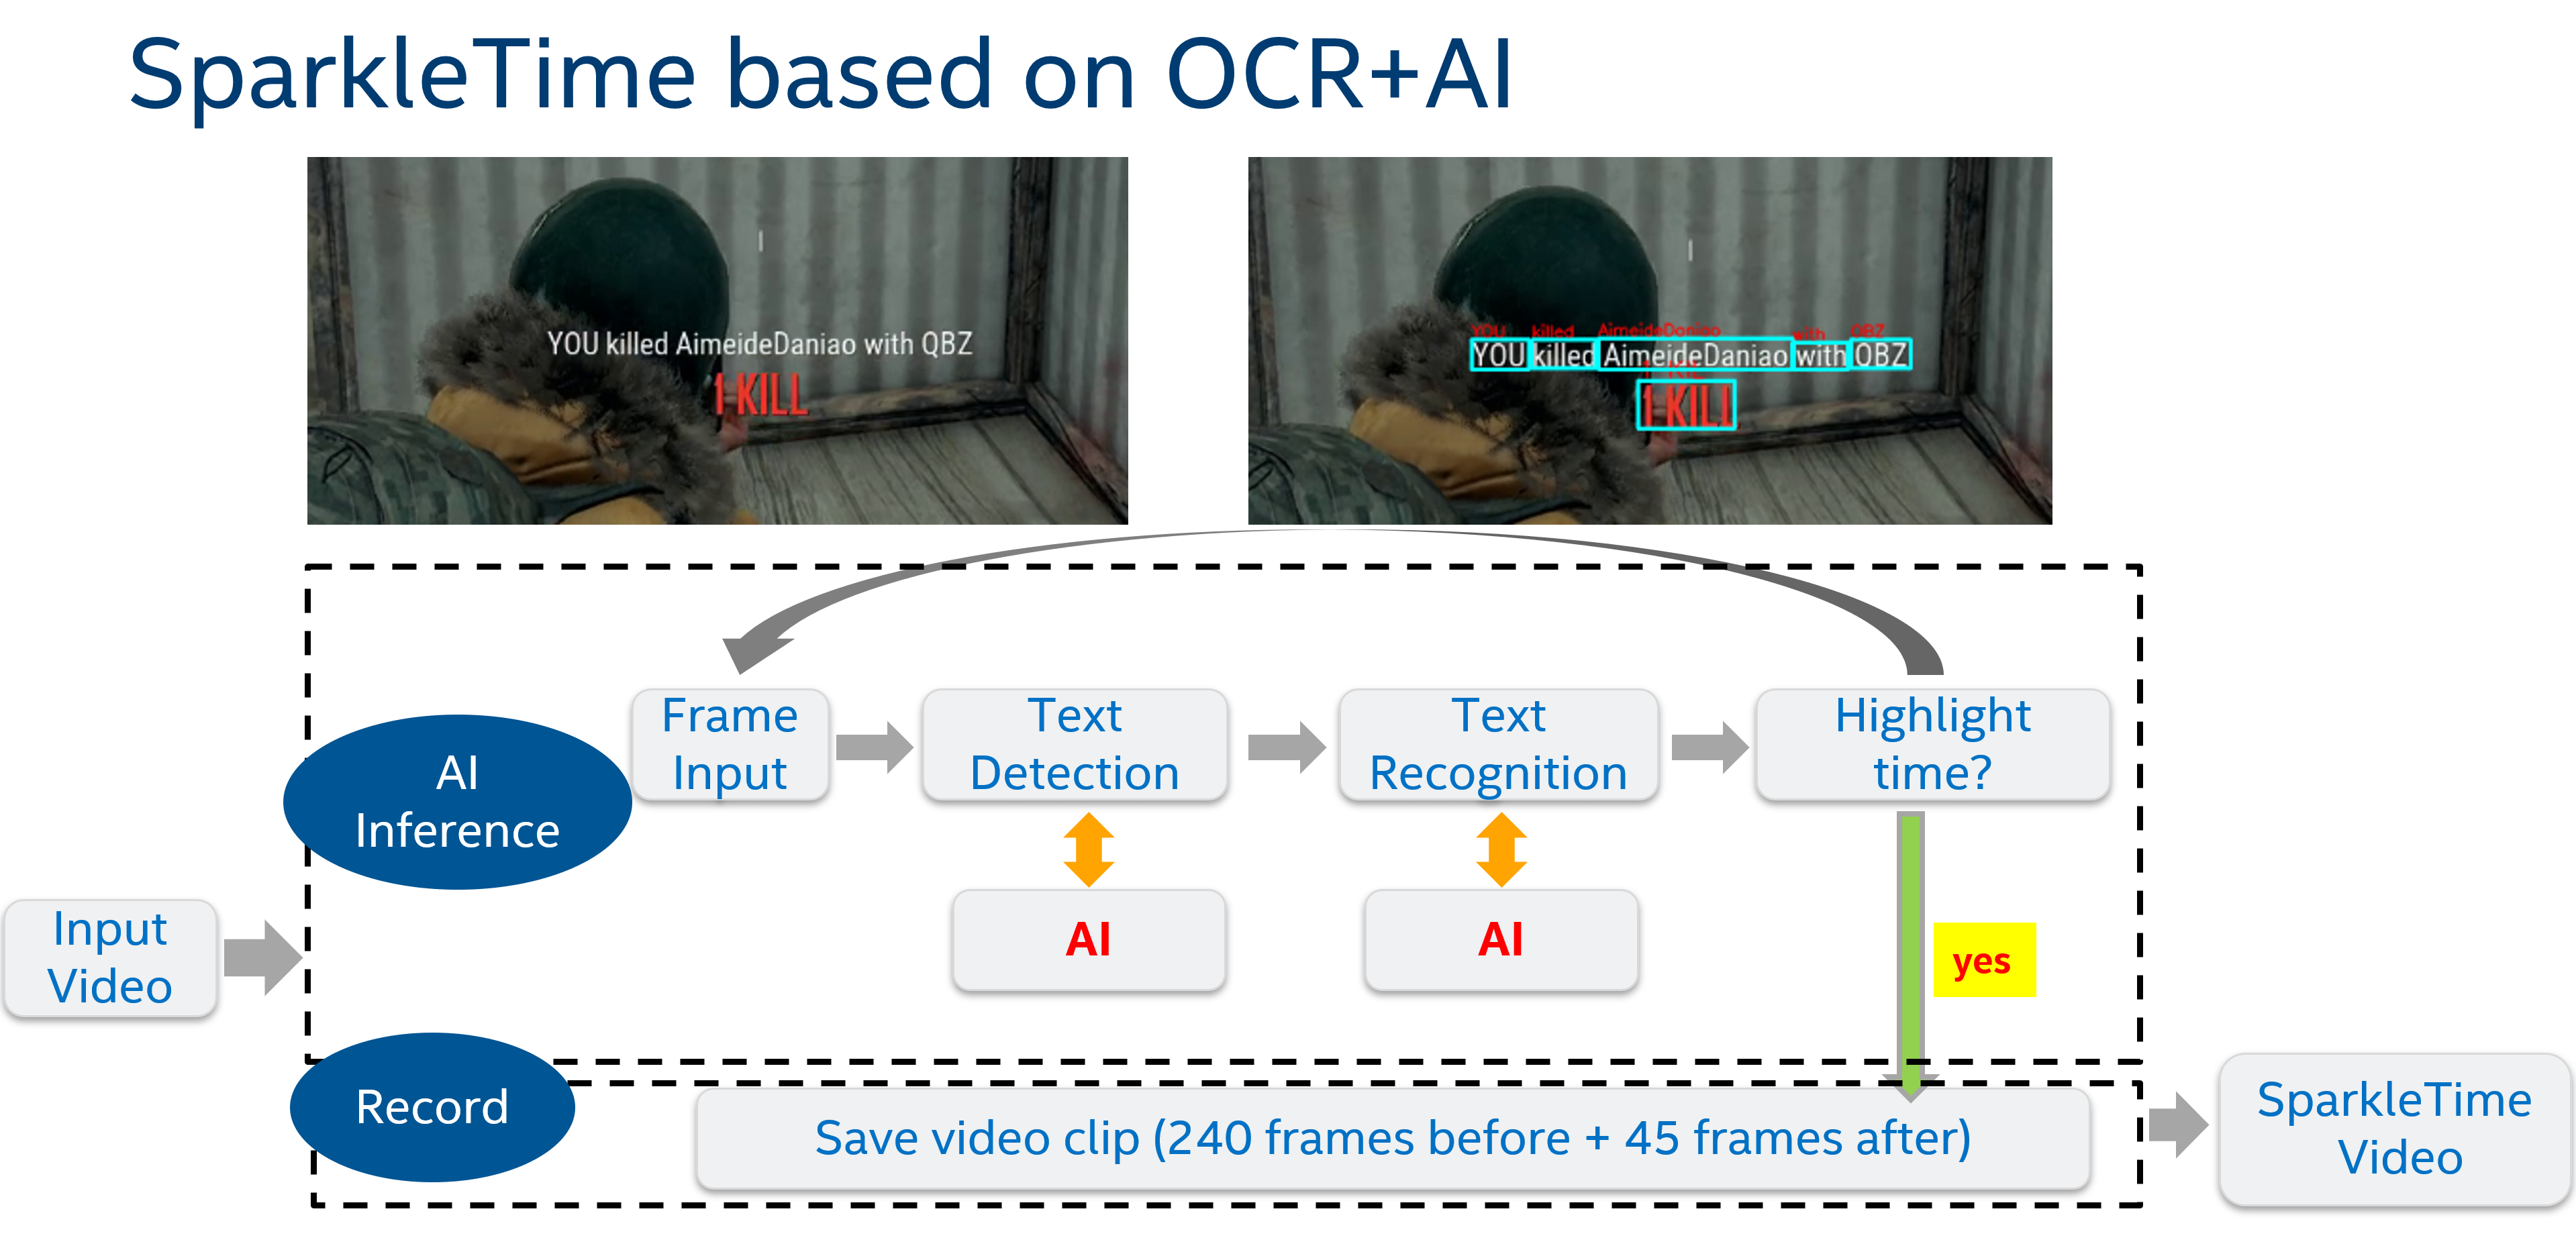 SparkleTime based on OCR+AI
YOU killed AimeideDaniao with QBZ
1 KILL
YOU killed AimeideDaniao with QBZ
YOU killed AimeideDaniao with QBZ
1 KILL
Frame
Input
Text
Detection
Text
Recognition
Highlight
time?
AI
Inference
AI
AI
yes
Input
Video
Record
Save video clip (240 frames before + 45 frames after)
SparkleTime
Video